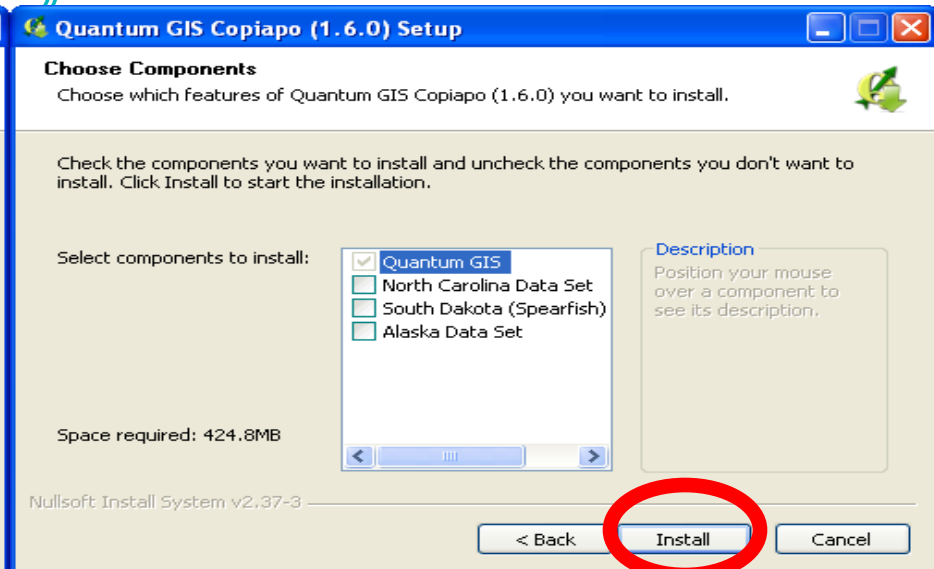 Quantum GIS Copiapo (1.6.0) Setup
Choose Components
Choose which features of Quantum GIS Copiapo (1.6.0) you want to install.
Check the components you want to install and uncheck the components you don't want to
install. Click Install to start the installation.
Select components to install:
Quantum GIS
North Carolina Data Set
South Dakota (Spearfish)
Alaska Data Set
Description
Position your mouse
over a component to
see its description.
Space required: 424.8MB
Nullsoft Install System v2.37-3
< Back
Install
Cancel